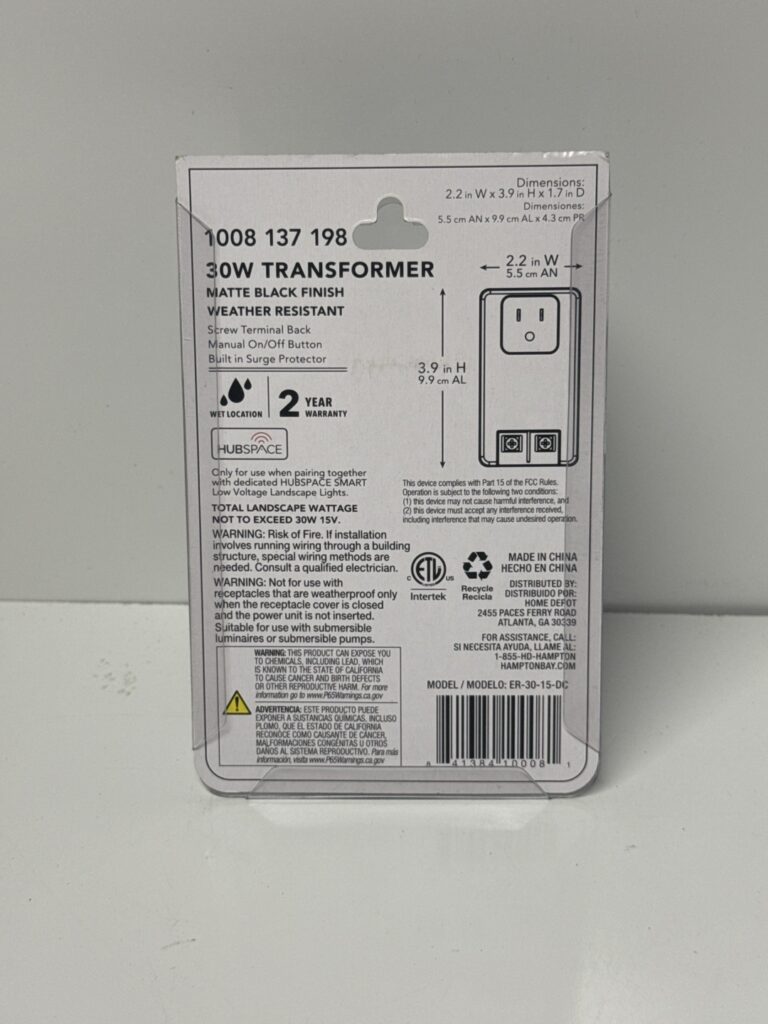 Dimensions:
2.2 in W x 3.9 in H x 1.7 in D
Dimensiones:
5.5 cm AN x 9.9 cm AL x 4.3 cm PR
1008 137 198
30W TRANSFORMER
MATTE BLACK FINISH
WEATHER RESISTANT
Screw Terminal Back
Manual On/Off Button
Built in Surge Protector
WET LOCATION
2 YEAR
WARRANTY
HUBSPACE
Only for use when pairing together
with dedicated HUBSPACE SMART
Low Voltage Landscape Lights.
TOTAL LANDSCAPE WATTAGE
NOT TO EXCEED 30W 15V.
WARNING: Risk of Fire. If installation
involves running wiring through a building
structure, special wiring methods are
needed. Consult a qualified electrician.
WARNING: Not for use with
receptacles that are weatherproof only
when the receptacle cover is closed
and the power unit is not inserted.
Suitable for use with submersible
luminaires or submersible pumps.
WARNING: THIS PRODUCT CAN EXPOSE YOU
TO CHEMICALS, INCLUDING LEAD, WHICH
IS KNOWN TO THE STATE OF CALIFORNIA
TO CAUSE CANCER AND BIRTH DEFECTS
OR OTHER REPRODUCTIVE HARM. For more
information go to www.P65Warnings.ca.gov
ADVERTENCIA: ESTE PRODUCTO PUEDE
EXPONER A SUSTANCIAS QUÍMICAS, INCLUSO
PLOMO, QUE EL ESTADO DE CALIFORNIA
RECONOCE COMO CAUSANTE DE CÁNCER,
MALFORMACIONES CONGÉNITAS U OTROS
DAÑOS AL SISTEMA REPRODUCTIVO. Para más
información, visita www.P65Warnings.ca.gov
2.2 in W
5.5 cm AN
3.9 in H
9.9 cm AL
This device complies with Part 15 of the FCC Rules.
Operation is subject to the following two conditions:
(1) this device may not cause harmful interference, and
(2) this device must accept any interference received,
including interference that may cause undesired operation.
C ETL US
Intertek
Recycle
Recicla
MADE IN CHINA
HECHO EN CHINA
DISTRIBUTED BY:
DISTRIBUIDO POR:
HOME DEPOT
2455 PACES FERRY ROAD
ATLANTA, GA 30339
FOR ASSISTANCE, CALL:
SI NECESITA AYUDA, LLAME AL:
1-855-HD-HAMPTON
HAMPTONBAY.COM
MODEL / MODELO: ER-30-15-DC
8 41384 10008 1